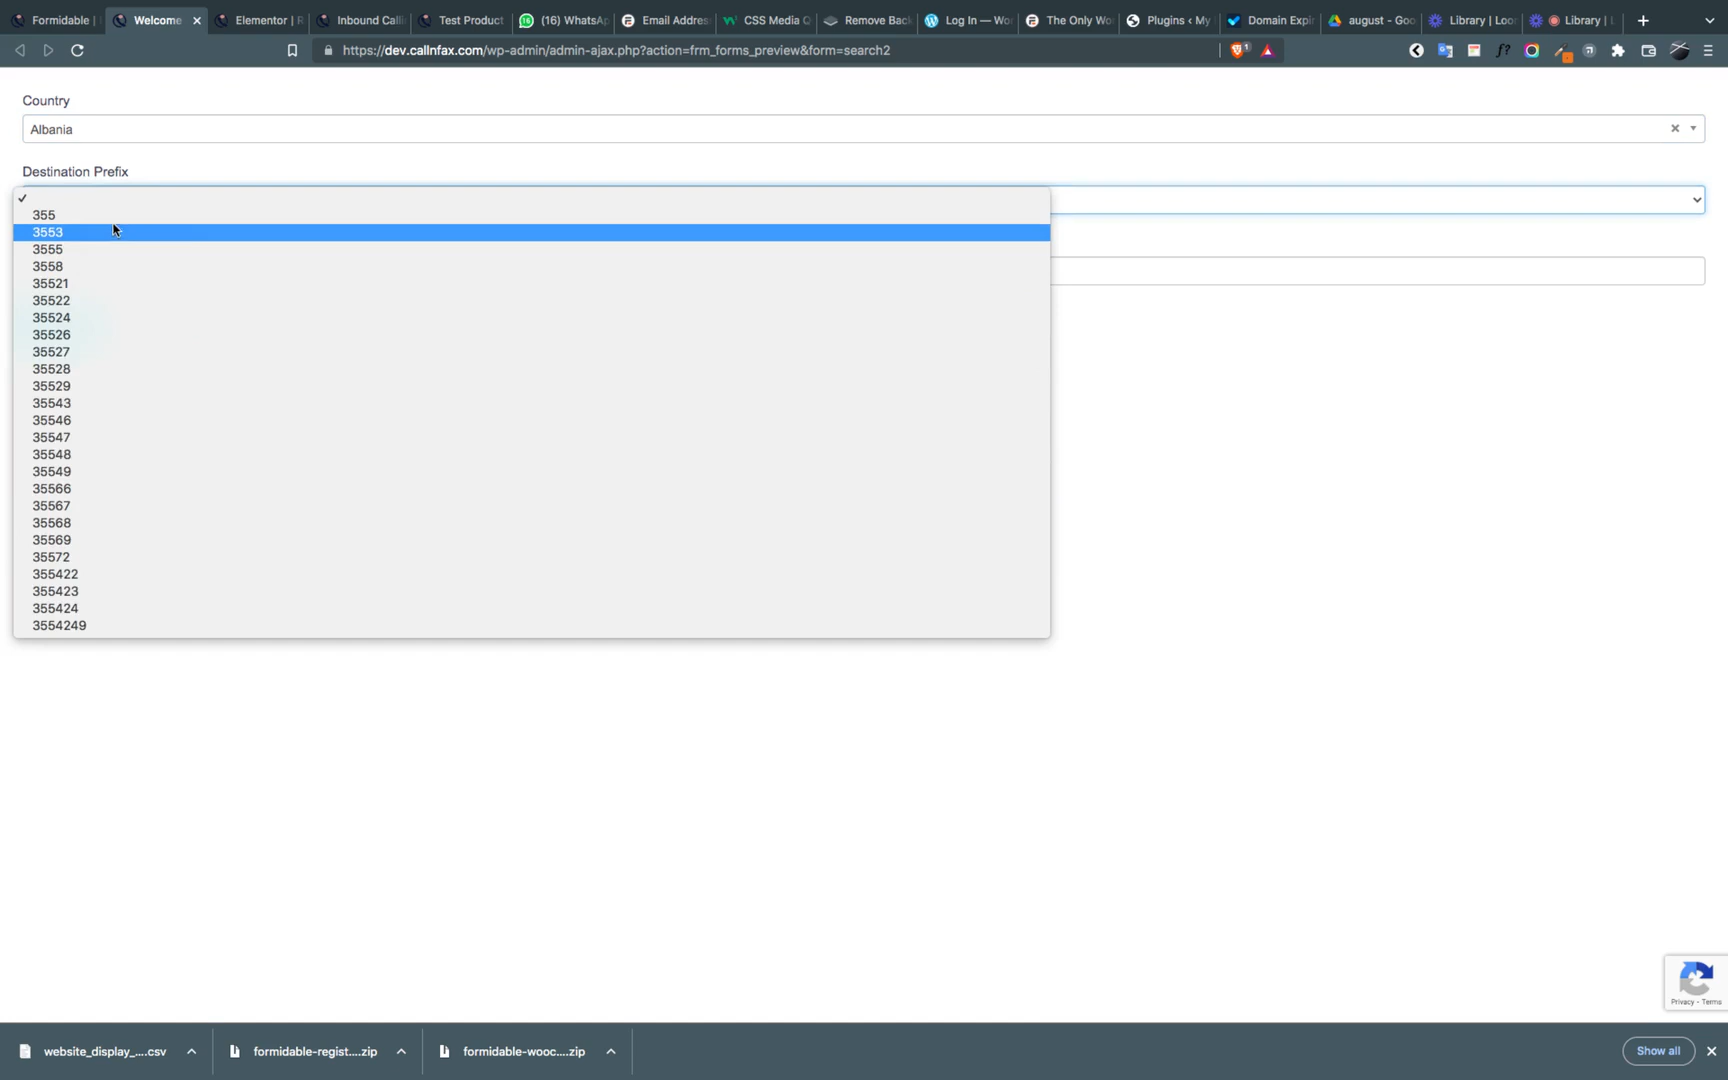 Formidable |
Welcome
Elementor | R
Inbound Calli
Test Product
(16) WhatsAp
Email Addres
CSS Media Q
Remove Back
Log In — Wo
The Only Wo
Plugins ‹ My
Domain Expir
august - Goo
Library | Loor
Library | L
https://dev.callnfax.com/wp-admin/admin-ajax.php?action=frm_forms_preview&form=search2
Country
Albania
Destination Prefix
355
3553
3555
3558
35521
35522
35524
35526
35527
35528
35529
35543
35546
35547
35548
35549
35566
35567
35568
35569
35572
355422
355423
355424
3554249
Privacy - Terms
website_display_....csv
formidable-regist....zip
formidable-wooc....zip
Show all